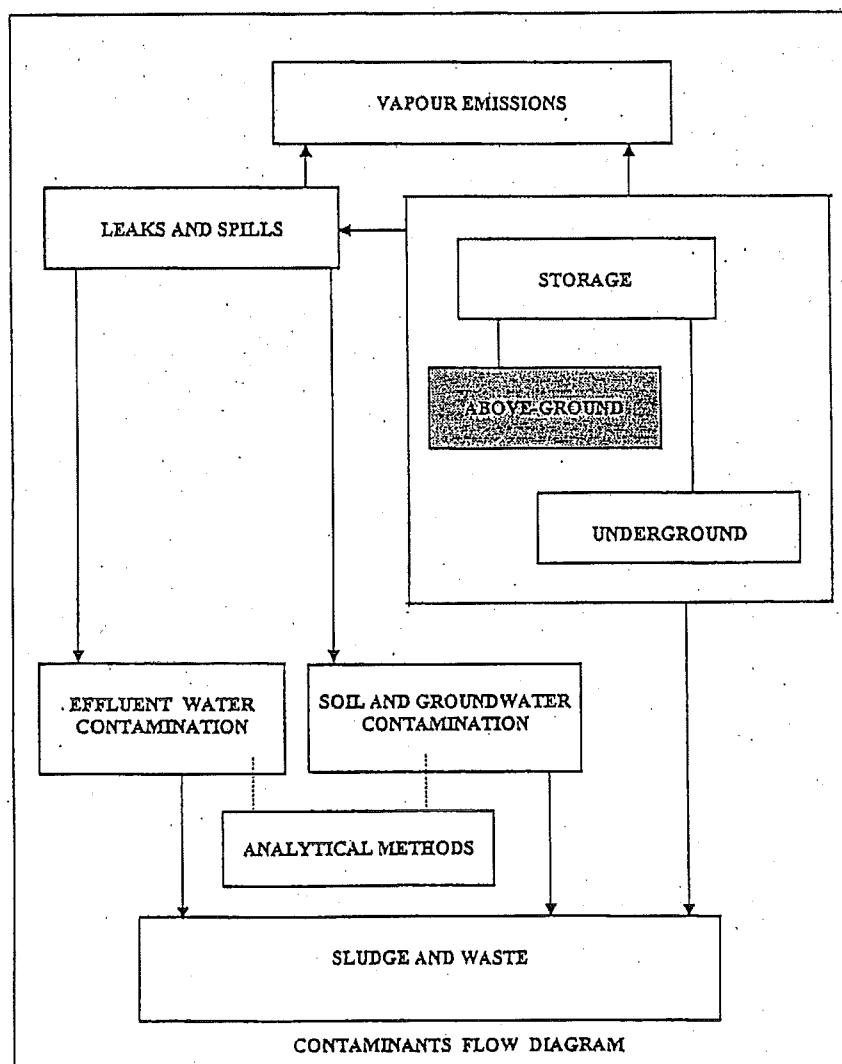 VAPOUR EMISSIONS
LEAKS AND SPILLS
STORAGE
ABOVE-GROUND
UNDERGROUND
EFFLUENT WATER
CONTAMINATION
SOIL AND GROUNDWATER
CONTAMINATION
ANALYTICAL METHODS
SLUDGE AND WASTE
CONTAMINANTS FLOW DIAGRAM